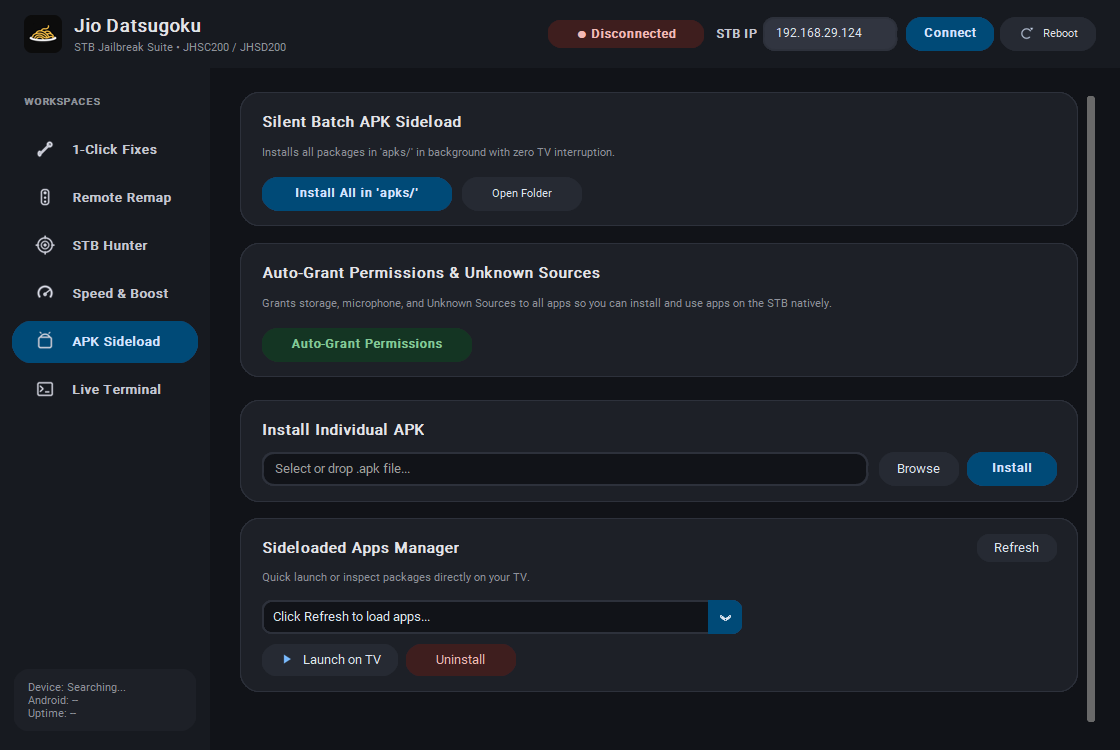 Jio Datsugoku
STB Jailbreak Suite • JHSC200 / JHSD200
● Disconnected
STB IP
192.168.29.124
Connect
Reboot
WORKSPACES
1-Click Fixes
Remote Remap
STB Hunter
Speed & Boost
APK Sideload
Live Terminal
Silent Batch APK Sideload
Installs all packages in 'apks/' in background with zero TV interruption.
Install All in 'apks/'
Open Folder
Auto-Grant Permissions & Unknown Sources
Grants storage, microphone, and Unknown Sources to all apps so you can install and use apps on the STB natively.
Auto-Grant Permissions
Install Individual APK
Select or drop .apk file...
Browse
Install
Sideloaded Apps Manager
Refresh
Quick launch or inspect packages directly on your TV.
Click Refresh to load apps...
Launch on TV
Uninstall
Device: Searching...
Android: --
Uptime: --